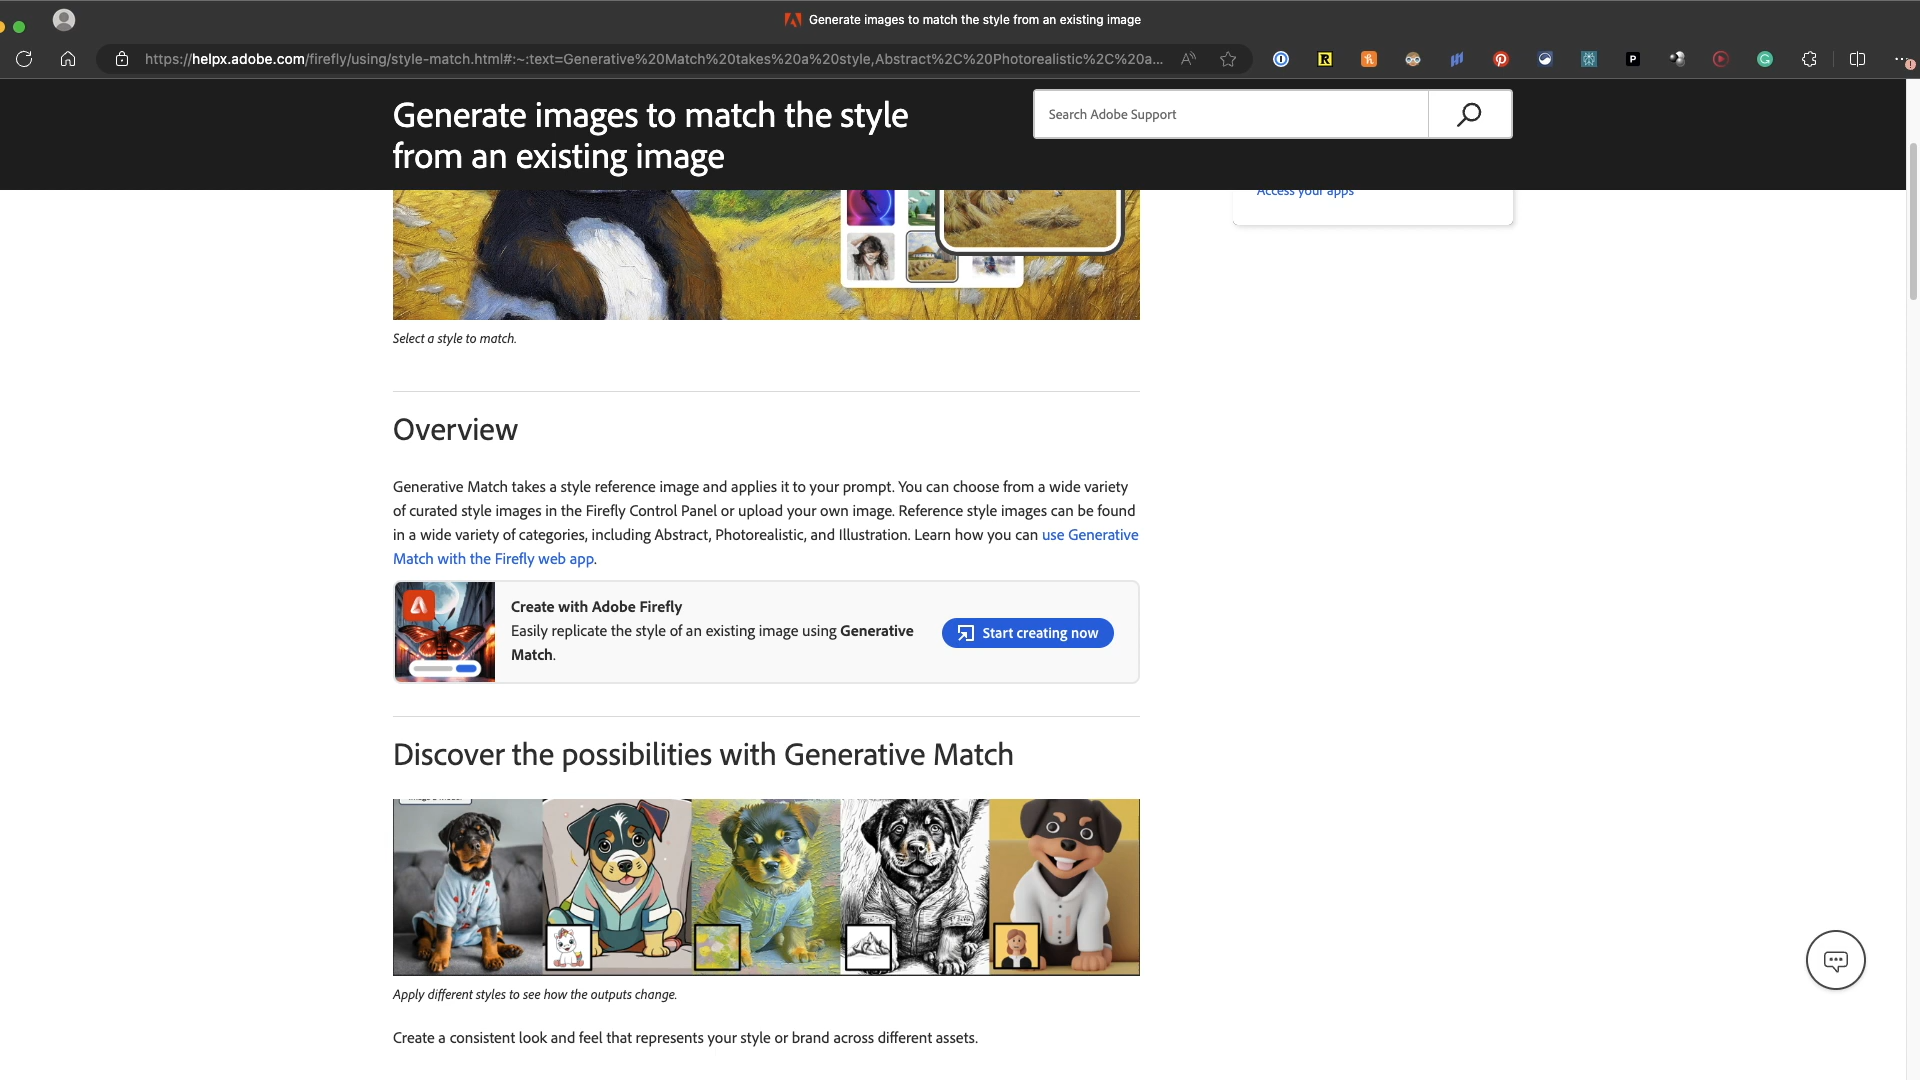 Generate images to match the style from an existing image
https://helpx.adobe.com/firefly/using/style-match.html#:~:text=Generative%20Match%20takes%20a%20style,Abstract%2C%20Photorealistic%2C%20a...
Generate images to match the style
from an existing image
Search Adobe Support
Access your apps
Select a style to match.
Overview
Generative Match takes a style reference image and applies it to your prompt. You can choose from a wide variety
of curated style images in the Firefly Control Panel or upload your own image. Reference style images can be found
in a wide variety of categories, including Abstract, Photorealistic, and Illustration. Learn how you can use Generative
Match with the Firefly web app.
Create with Adobe Firefly
Easily replicate the style of an existing image using Generative
Match.
Start creating now
Discover the possibilities with Generative Match
Apply different styles to see how the outputs change.
Create a consistent look and feel that represents your style or brand across different assets.